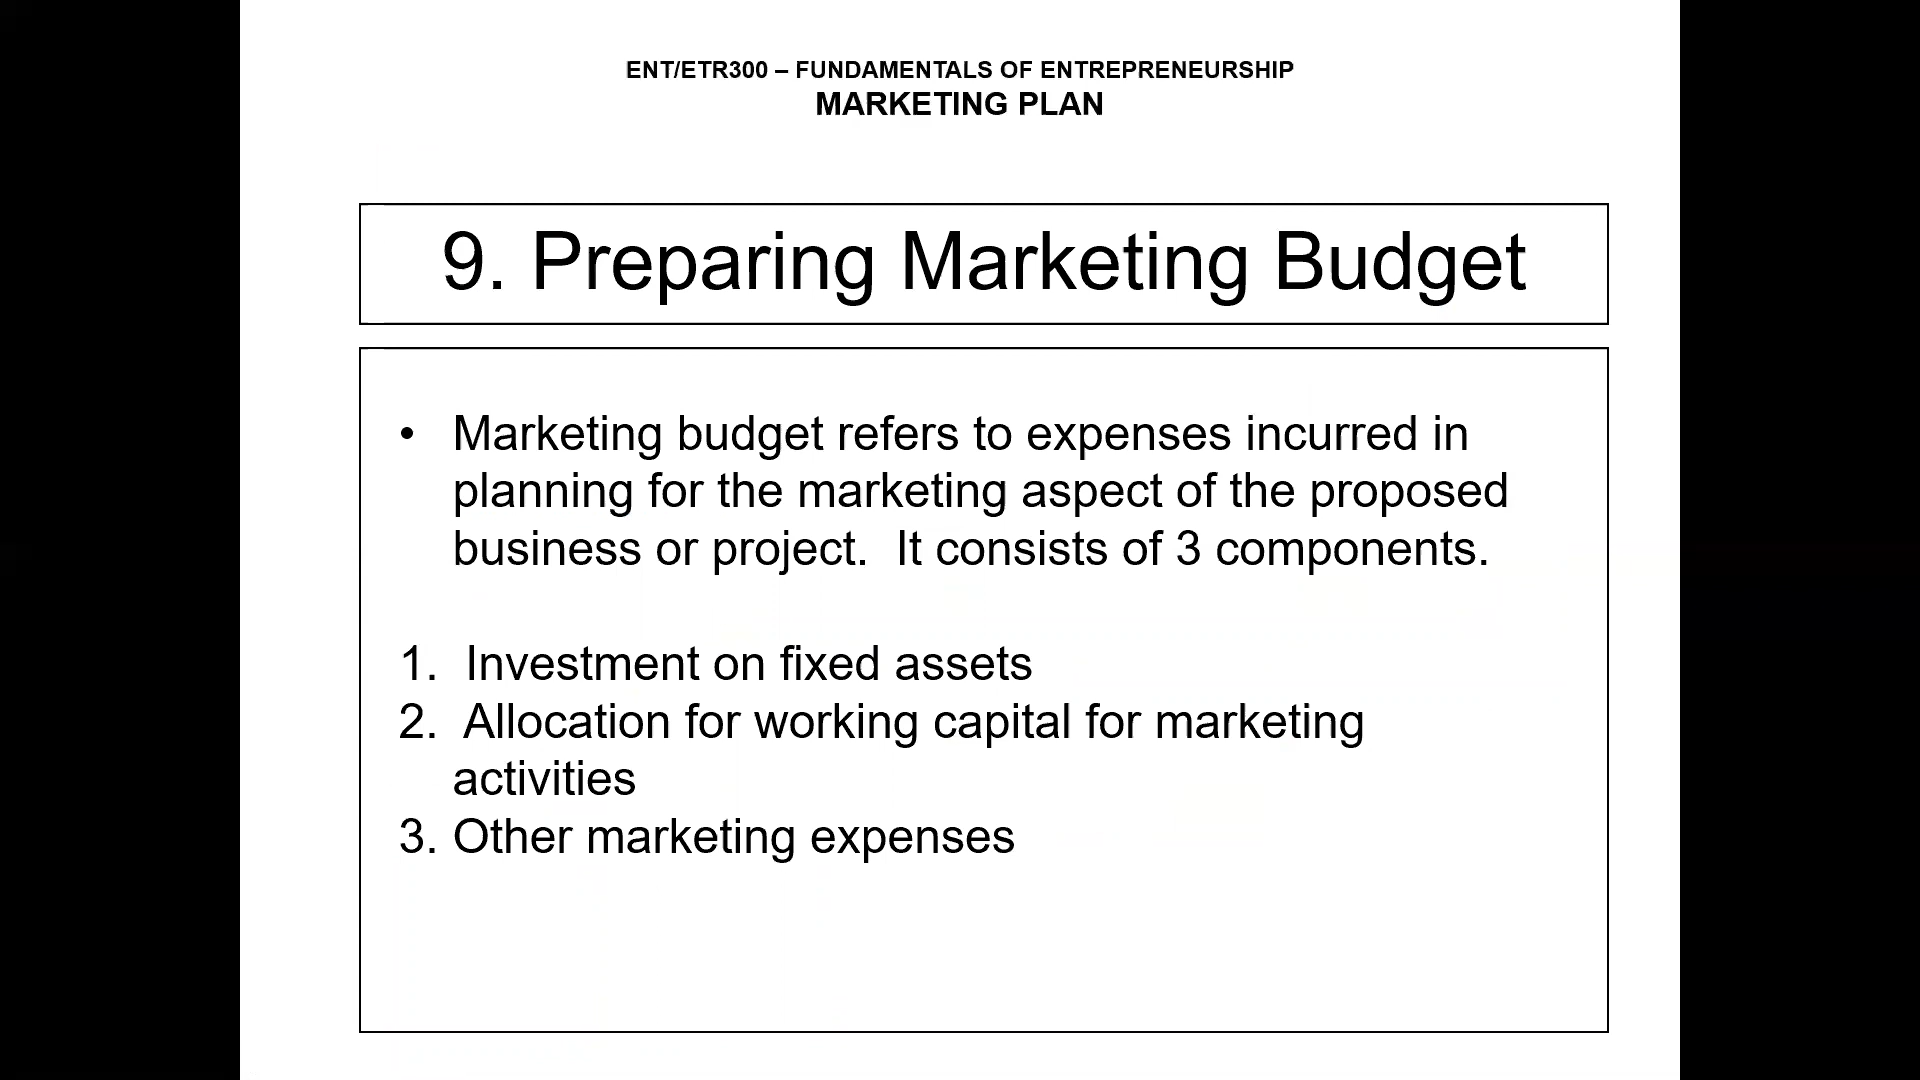 ENT/ETR300 – FUNDAMENTALS OF ENTREPRENEURSHIP
MARKETING PLAN
9. Preparing Marketing Budget
• Marketing budget refers to expenses incurred in
planning for the marketing aspect of the proposed
business or project.  It consists of 3 components.
1.  Investment on fixed assets
2.  Allocation for working capital for marketing
activities
3. Other marketing expenses